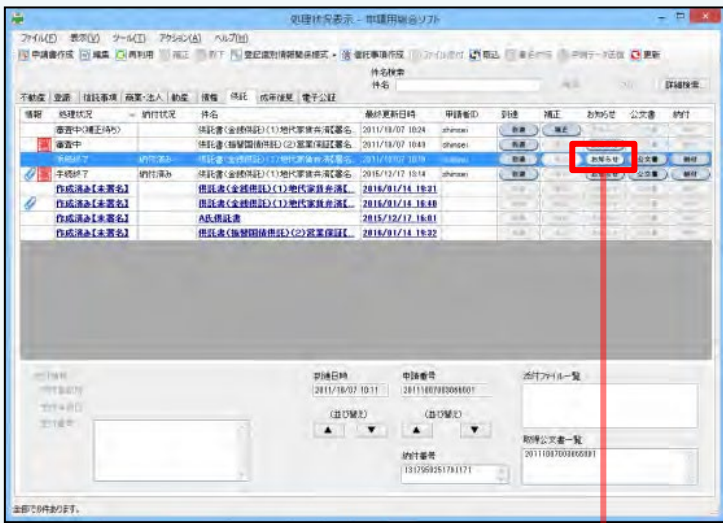 処理状況表示 - 申請用総合ソフト
ファイル(F) 表示(V) ツール(T) アクション(A) ヘルプ(H)
申請書作成 編集 再利用 補正 取下 登記識別情報関係様式 信託事項作成 ファイル添付 取込 署名付与 申請データ送信 更新
件名検索
件名 詳細検索
不動産 登录 信託事項 商業・法人 動産 債権 供託 成年後見 電子公証
情報 処理状況 納付状況 件名 最終更新日時 申請者ID 到達 補正 お知らせ 公文書 納付
審査中(補正待ち) 供託書(金銭供託)(1)地代家賃弁済【署名... 2011/10/07 10:24 shinsei 到達 補正
審査中 供託書(振替国債供託)(2)営業保証【署名... 2011/10/07 10:43 shinsei 到達
手続終了 納付済み 供託書(金銭供託)(1)地代家賃弁済【署名... お知らせ 公文書 納付
手続終了 納付済み 供託書(金銭供託)(1)地代家賃弁済【署名... 2015/12/17 13:14 shinsei 到達 お知らせ 公文書 納付
作成済み【未署名】 供託書(金銭供託)(1)地代家賃弁済【... 2016/01/14 19:31
作成済み【未署名】 供託書(金銭供託)(1)地代家賃弁済【... 2016/01/14 16:40
作成済み【未署名】 A氏供託書 2015/12/17 16:01
作成済み【未署名】 供託書(振替国債供託)(2)営業保証【... 2016/01/14 19:32
到達日時 申請番号 添付ファイル一覧
2011/10/07 10:11
(並び替え) (並び替え)
▲ ▼ ▲ ▼
納付番号 取得公文書一覧
全部で8件あります。